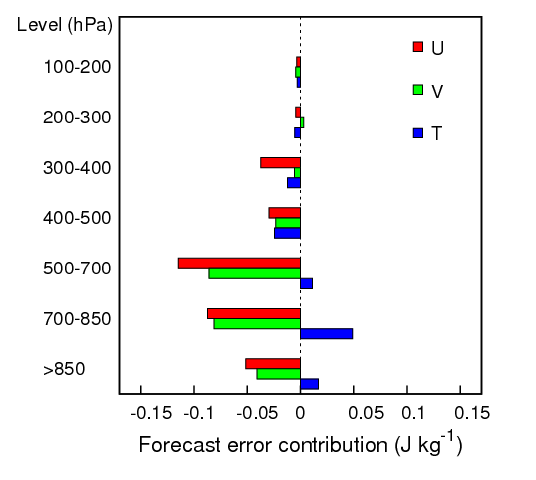 Level (hPa)
U
100-200
V
200-300
T
300-400
400-500
500-700
700-850
>850
-0.15 -0.1 -0.05 0 0.05 0.1 0.15
Forecast error contribution (J kg⁻¹)